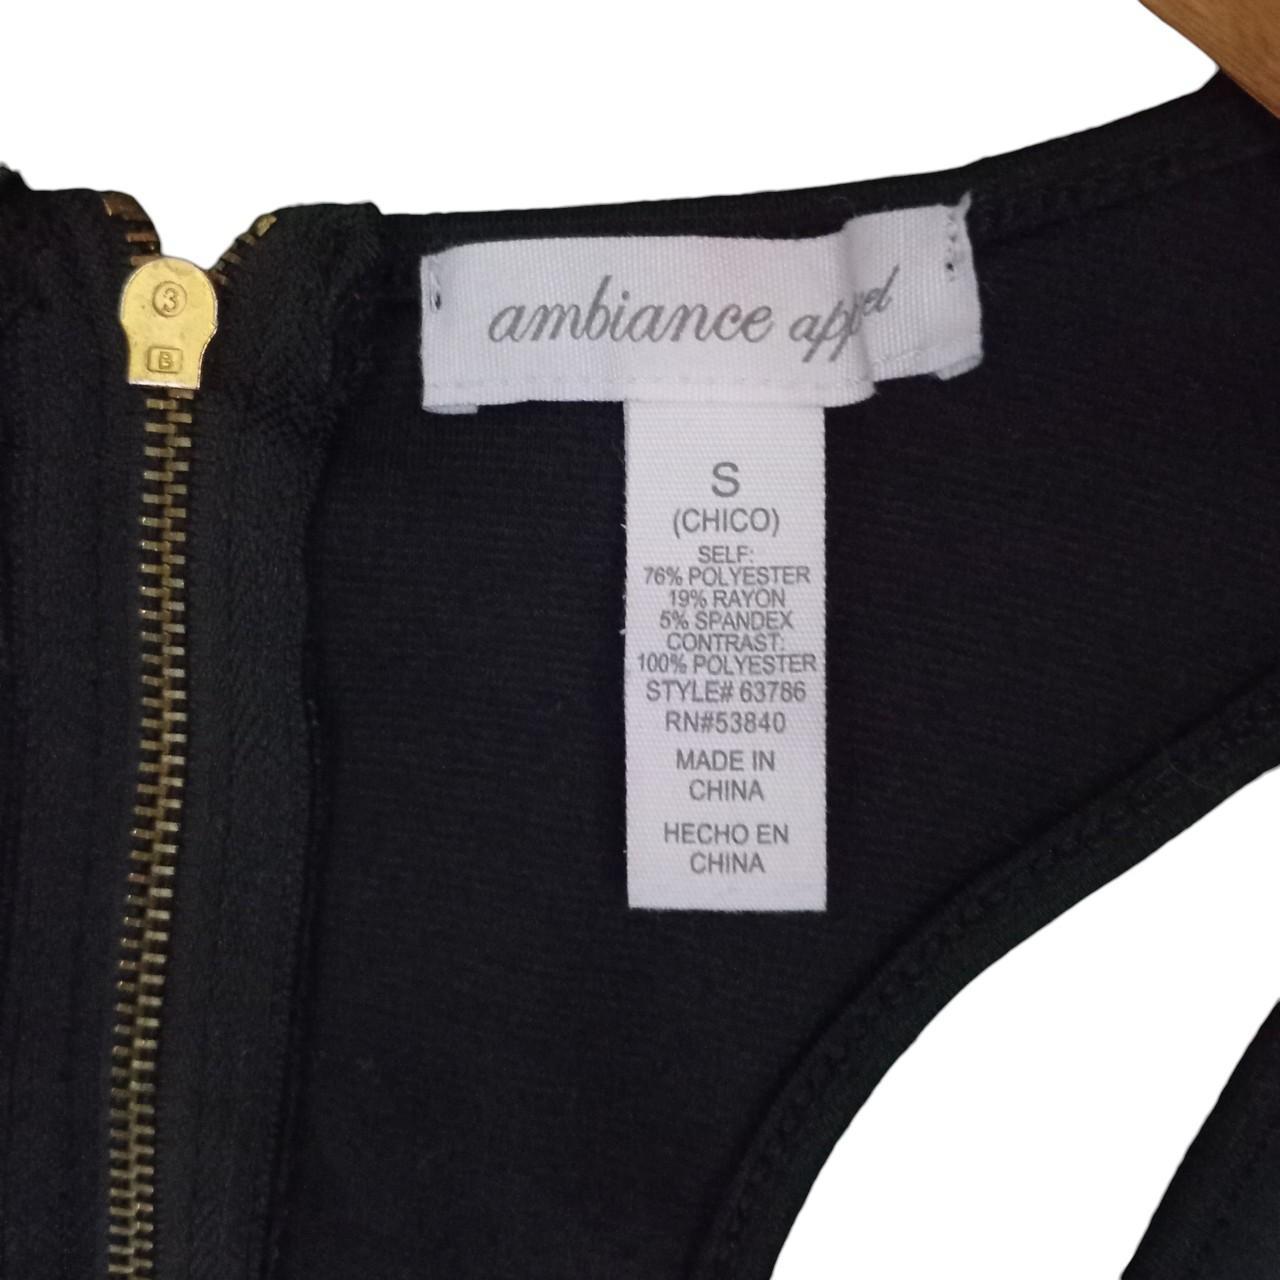 3
B
ambiance
S
(CHICO)
SELF:
76% POLYESTER
19% RAYON
5% SPANDEX
CONTRAST:
100% POLYESTER
STYLE# 63786
RN#53840
MADE IN
CHINA
HECHO EN
CHINA